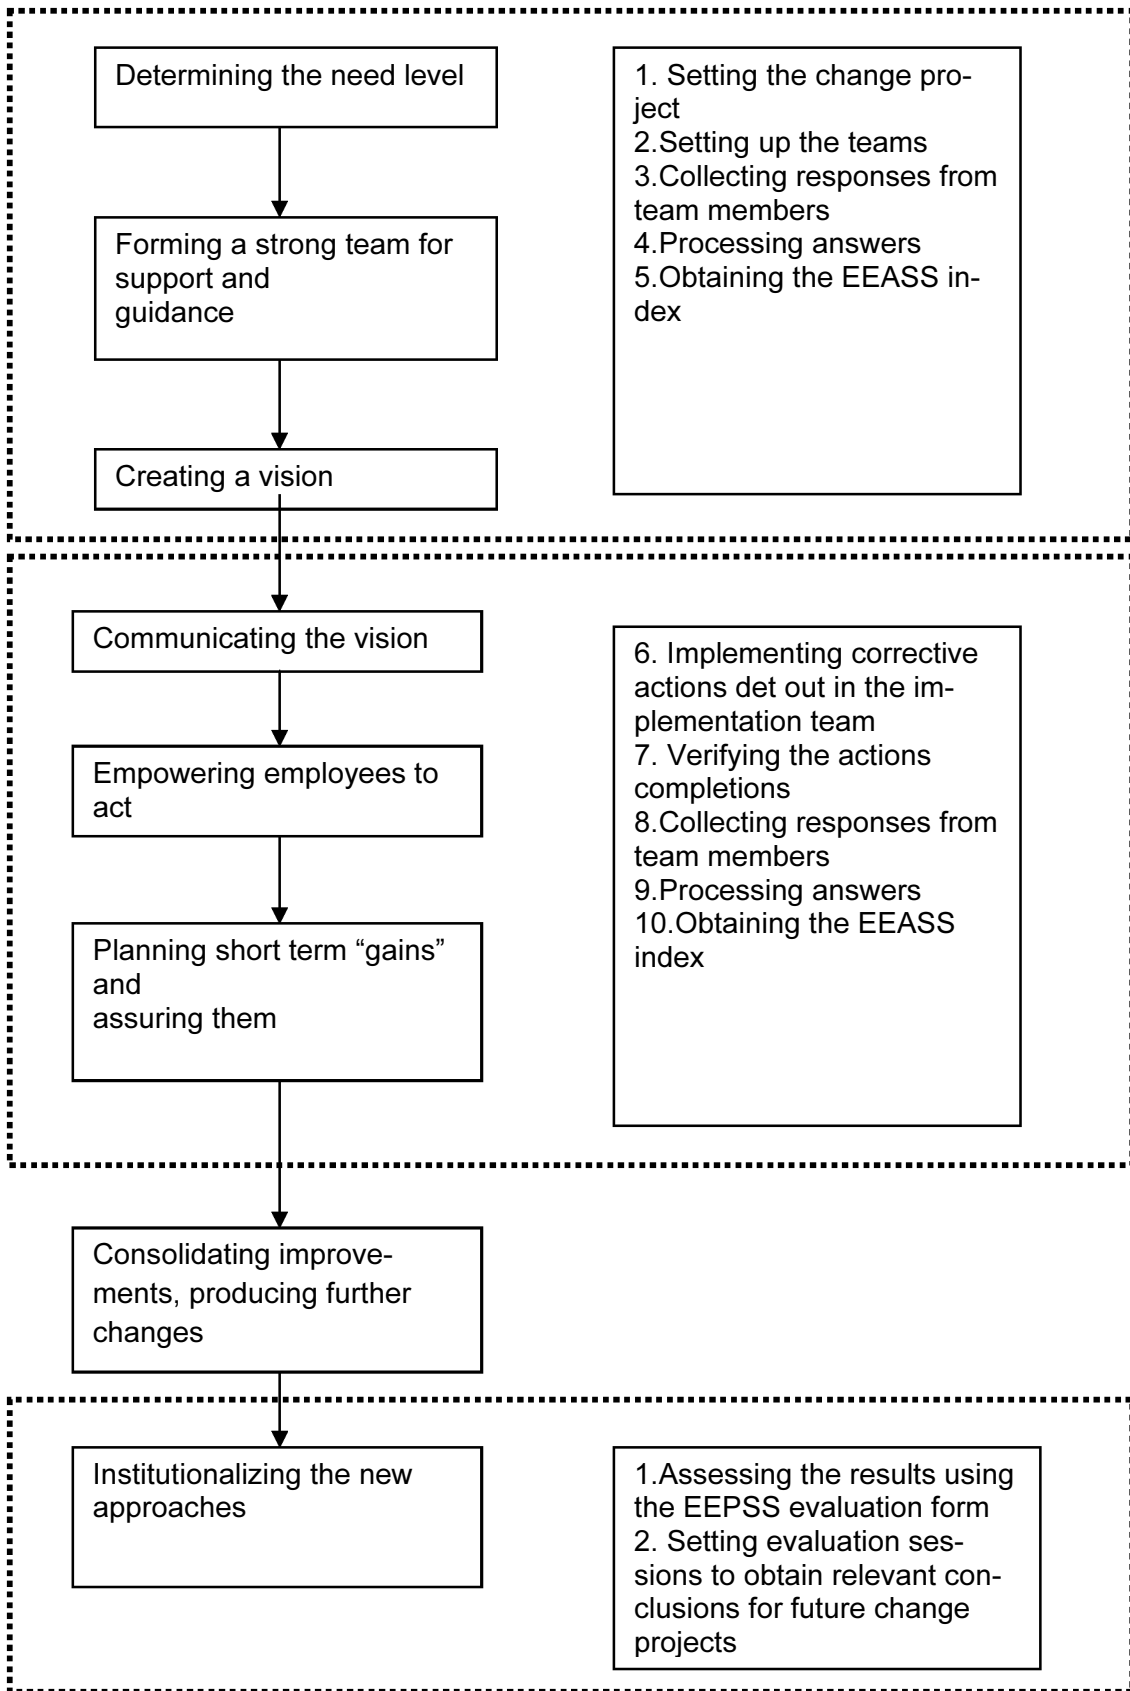 Determining the need level
1. Setting the change pro-
ject
2.Setting up the teams
3.Collecting responses from
team members
4.Processing answers
5.Obtaining the EEASS in-
dex
Forming a strong team for
support and
guidance
Creating a vision
Communicating the vision
6. Implementing corrective
actions det out in the im-
plementation team
7. Verifying the actions
completions
8.Collecting responses from
team members
9.Processing answers
10.Obtaining the EEASS
index
Empowering employees to
act
Planning short term “gains”
and
assuring them
Consolidating improve-
ments, producing further
changes
Institutionalizing the new
approaches
1.Assessing the results using
the EEPSS evaluation form
2. Setting evaluation ses-
sions to obtain relevant con-
clusions for future change
projects